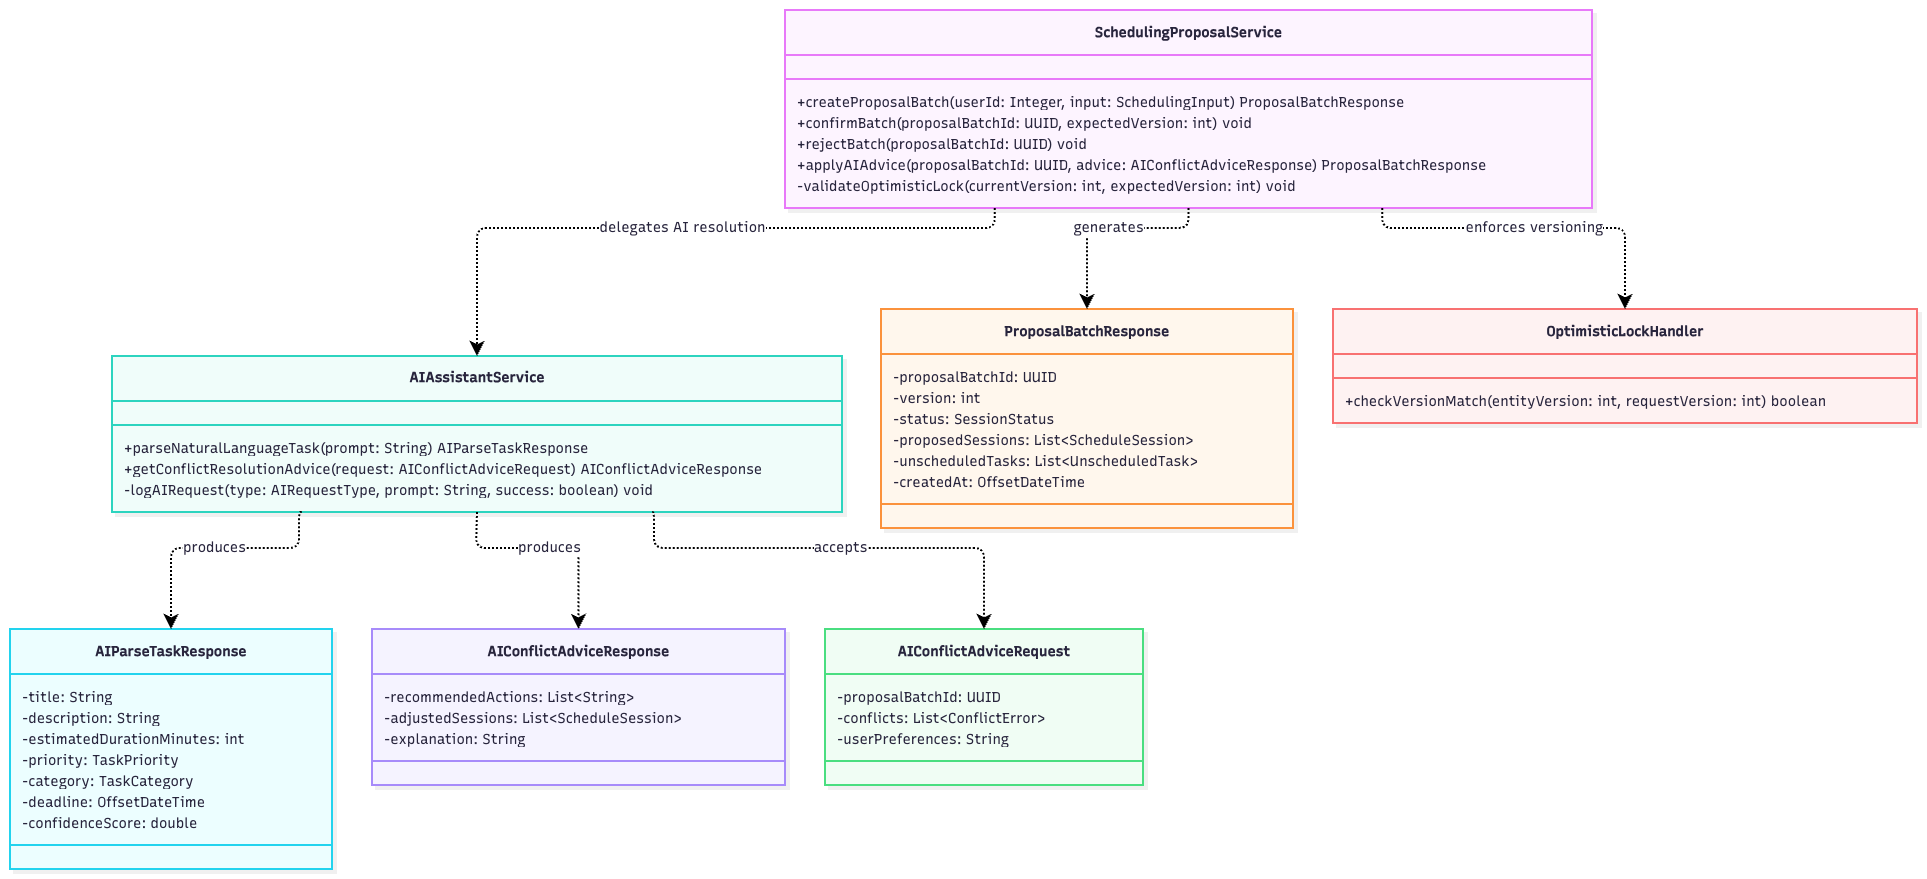 SchedulingProposalService
+createProposalBatch(userId: Integer, input: SchedulingInput) ProposalBatchResponse
+confirmBatch(proposalBatchId: UUID, expectedVersion: int) void
+rejectBatch(proposalBatchId: UUID) void
+applyAIAdvice(proposalBatchId: UUID, advice: AIConflictAdviceResponse) ProposalBatchResponse
-validateOptimisticLock(currentVersion: int, expectedVersion: int) void
delegates AI resolution
generates
enforces versioning
AIAssistantService
+parseNaturalLanguageTask(prompt: String) AIParseTaskResponse
+getConflictResolutionAdvice(request: AIConflictAdviceRequest) AIConflictAdviceResponse
-logAIRequest(type: AIRequestType, prompt: String, success: boolean) void
ProposalBatchResponse
-proposalBatchId: UUID
-version: int
-status: SessionStatus
-proposedSessions: List<ScheduleSession>
-unscheduledTasks: List<UnscheduledTask>
-createdAt: OffsetDateTime
OptimisticLockHandler
+checkVersionMatch(entityVersion: int, requestVersion: int) boolean
produces
produces
accepts
AIParseTaskResponse
-title: String
-description: String
-estimatedDurationMinutes: int
-priority: TaskPriority
-category: TaskCategory
-deadline: OffsetDateTime
-confidenceScore: double
AIConflictAdviceResponse
-recommendedActions: List<String>
-adjustedSessions: List<ScheduleSession>
-explanation: String
AIConflictAdviceRequest
-proposalBatchId: UUID
-conflicts: List<ConflictError>
-userPreferences: String